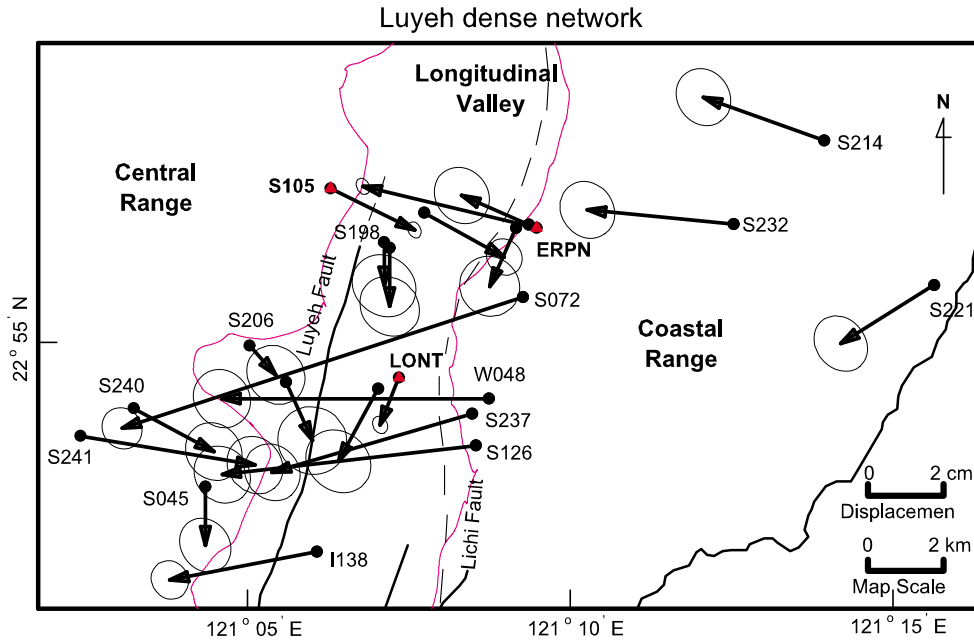 Luyeh dense network
Longitudinal
Valley
N
S214
Central
Range
S105
S198
ERPN
S232
S072
S221
Luyeh Fault
22° 55' N
S206
LONT
Coastal
Range
W048
S240
S237
S241
S126
S045
Lichi Fault
0 2 cm
Displacemen
0 2 km
Map Scale
I138
121° 05' E
121° 10' E
121° 15' E